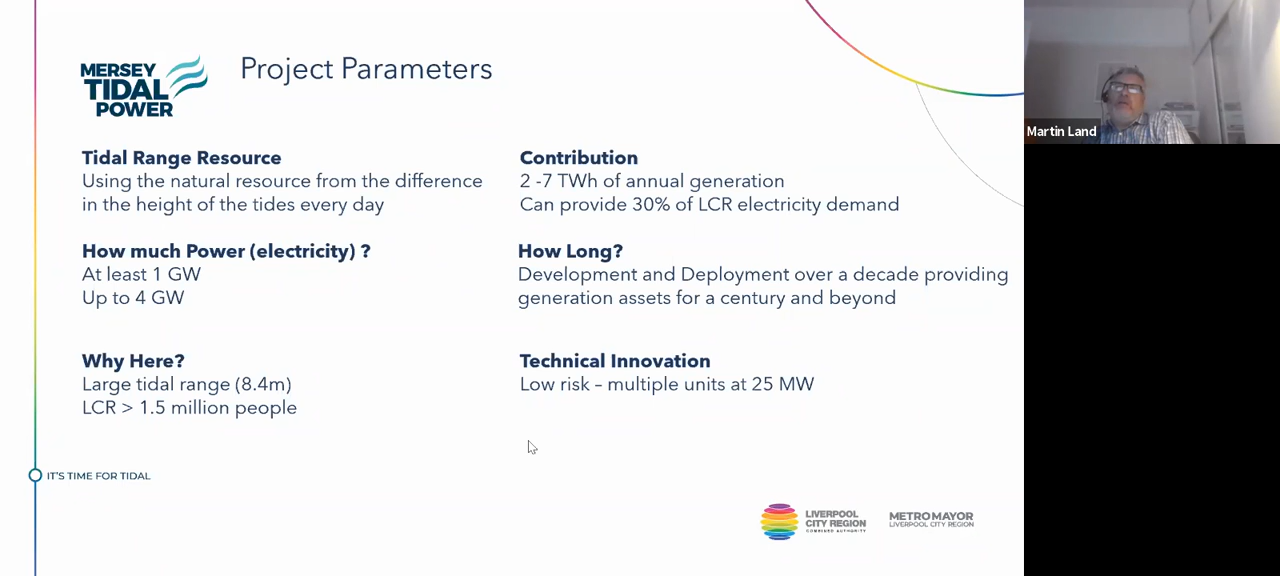 MERSEY
TIDAL
POWER
Project Parameters
Tidal Range Resource
Using the natural resource from the difference
in the height of the tides every day
How much Power (electricity) ?
At least 1 GW
Up to 4 GW
Why Here?
Large tidal range (8.4m)
LCR > 1.5 million people
Contribution
2 -7 TWh of annual generation
Can provide 30% of LCR electricity demand
How Long?
Development and Deployment over a decade providing
generation assets for a century and beyond
Technical Innovation
Low risk – multiple units at 25 MW
IT'S TIME FOR TIDAL
LIVERPOOL
CITY REGION
COMBINED AUTHORITY
METRO MAYOR
LIVERPOOL CITY REGION
Martin Land